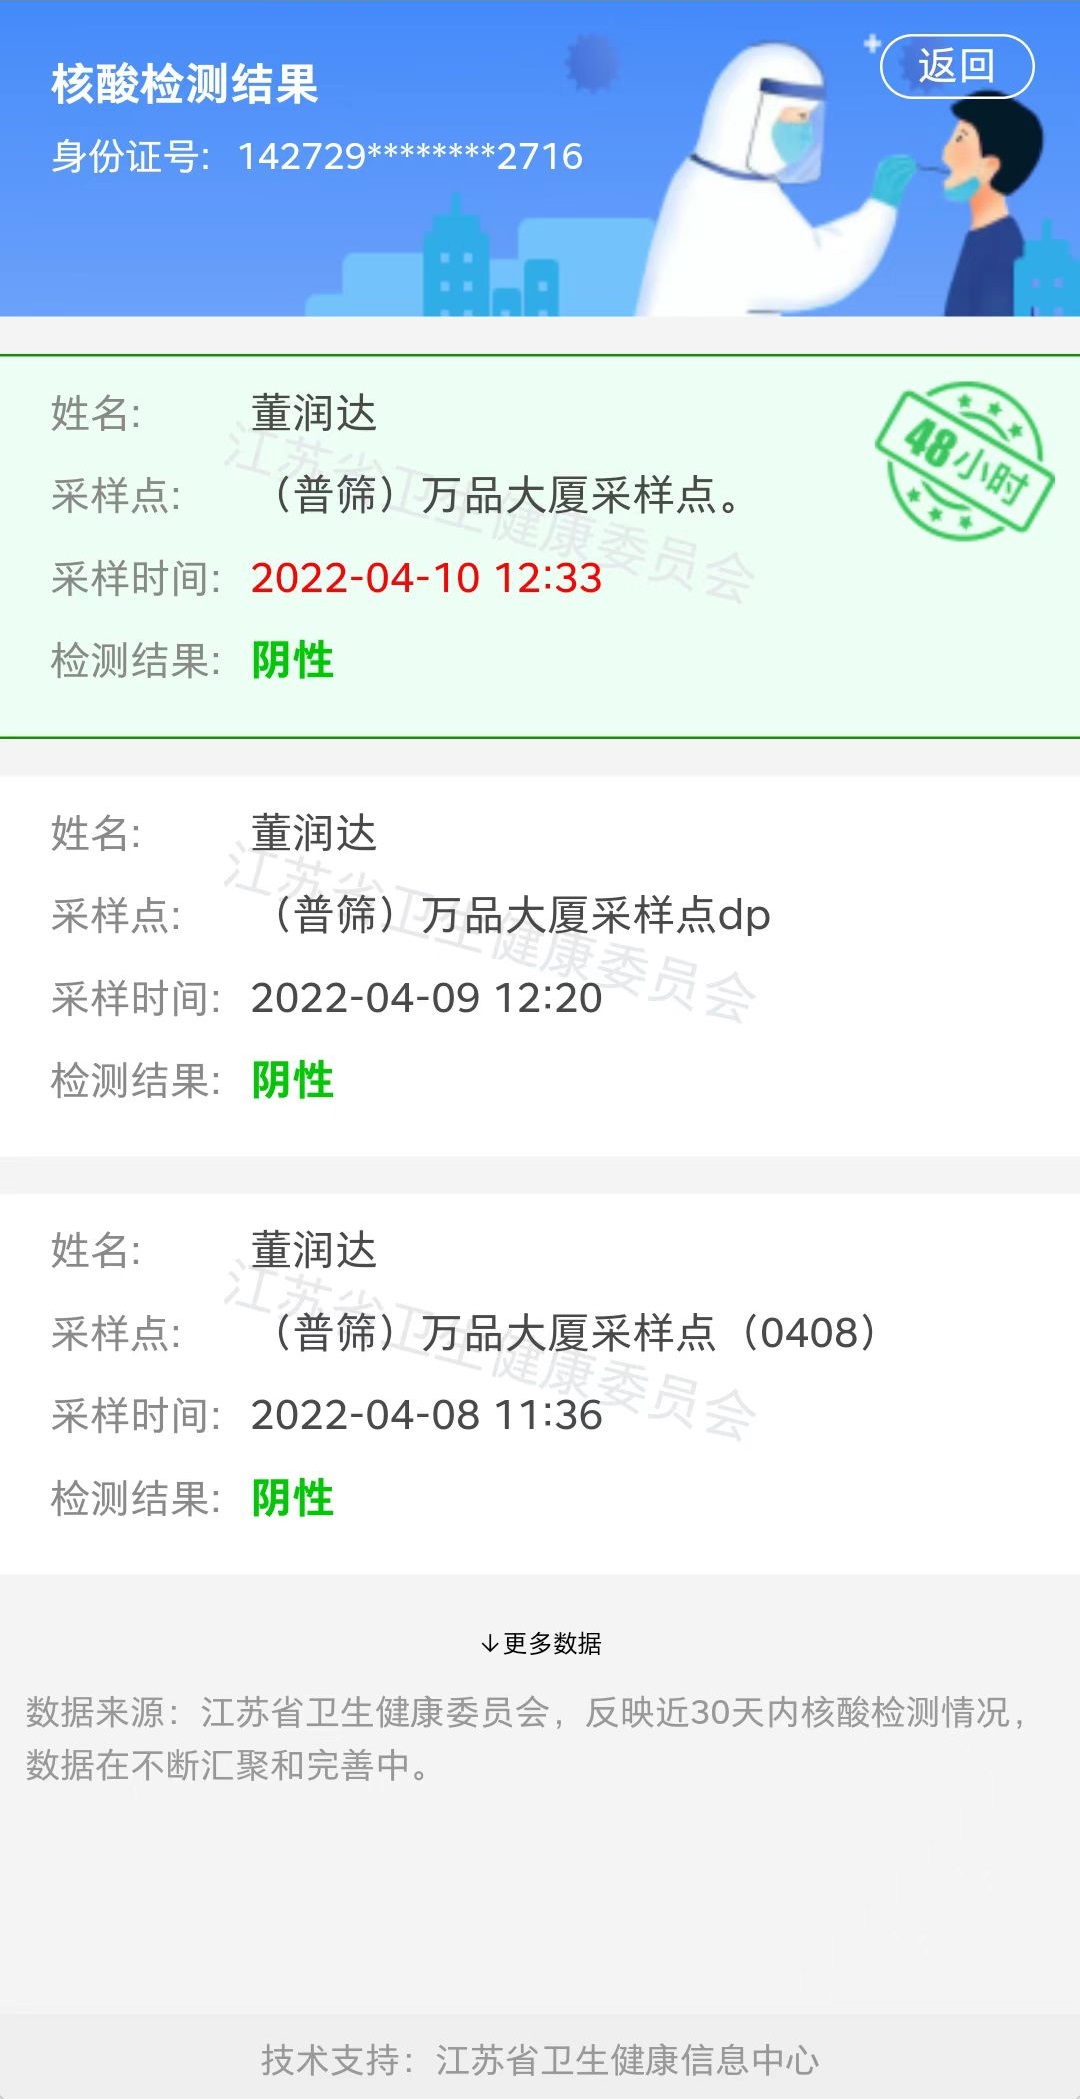 核酸检测结果
返回
身份证号: 142729********2716
姓名: 董润达
48小时
采样点: （普筛）万品大厦采样点。
采样时间: 2022-04-10 12:33
检测结果: 阴性
江苏省卫生健康委员会
姓名: 董润达
采样点: （普筛）万品大厦采样点dp
采样时间: 2022-04-09 12:20
检测结果: 阴性
江苏省卫生健康委员会
姓名: 董润达
采样点: （普筛）万品大厦采样点（0408）
采样时间: 2022-04-08 11:36
检测结果: 阴性
江苏省卫生健康委员会
↓更多数据
数据来源：江苏省卫生健康委员会，反映近30天内核酸检测情况，
数据在不断汇聚和完善中。
技术支持：江苏省卫生健康信息中心